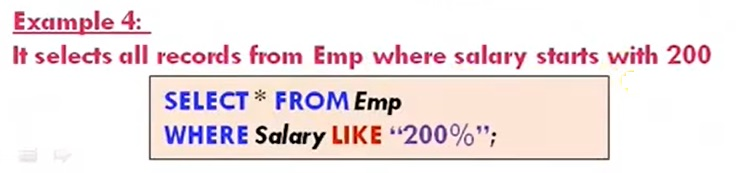 Example 4:
It selects all records from Emp where salary starts with 200
SELECT * FROM Emp
WHERE Salary LIKE “200%”;